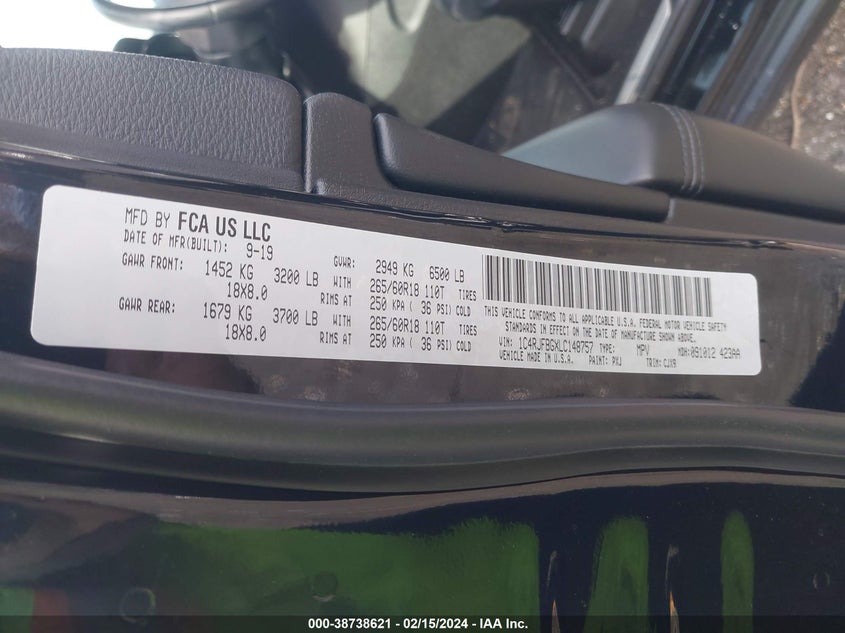 MFD BY FCA US LLC
DATE OF MFR(BUILT): 9-19
GAWR FRONT: 1452 KG 3200 LB
18X8.0
GAWR REAR: 1679 KG 3700 LB
18X8.0
GVWR: 2949 KG 6500 LB
WITH 265/60R18 110T TIRES
RIMS AT 250 KPA ( 36 PSI) COLD
WITH 265/60R18 110T TIRES
RIMS AT 250 KPA ( 36 PSI) COLD
THIS VEHICLE CONFORMS TO ALL APPLICABLE U.S.A. FEDERAL MOTOR VEHICLE SAFETY
STANDARDS IN EFFECT ON THE DATE OF MANUFACTURE SHOWN ABOVE.
VIN: 1C4RJFBGXLC148757 TYPE: MPV MDH:091012 423AA
VEHICLE MADE IN U.S.A. PAINT: PXJ TRIM: CJX9
000-38738621 - 02/15/2024 - IAA Inc.